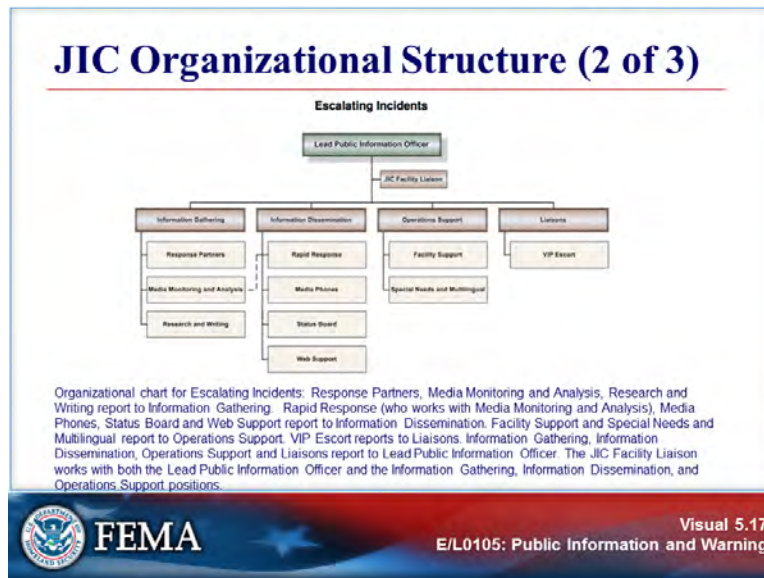 JIC Organizational Structure (2 of 3)
Escalating Incidents
Lead Public Information Officer
JIC Facility Liaison
Information Gathering
Information Dissemination
Operations Support
Liaisons
Response Partners
Rapid Response
Facility Support
VIP Escort
Media Monitoring and Analysis
Media Phones
Special Needs and Multilingual
Research and Writing
Status Board
Web Support
Organizational chart for Escalating Incidents: Response Partners, Media Monitoring and Analysis, Research and
Writing report to Information Gathering. Rapid Response (who works with Media Monitoring and Analysis), Media
Phones, Status Board and Web Support report to Information Dissemination. Facility Support and Special Needs and
Multilingual report to Operations Support. VIP Escort reports to Liaisons. Information Gathering, Information
Dissemination, Operations Support and Liaisons report to Lead Public Information Officer. The JIC Facility Liaison
works with both the Lead Public Information Officer and the Information Gathering, Information Dissemination, and
Operations Support positions.
U.S. DEPARTMENT OF
HOMELAND SECURITY
FEMA
Visual 5.17
E/L0105: Public Information and Warning